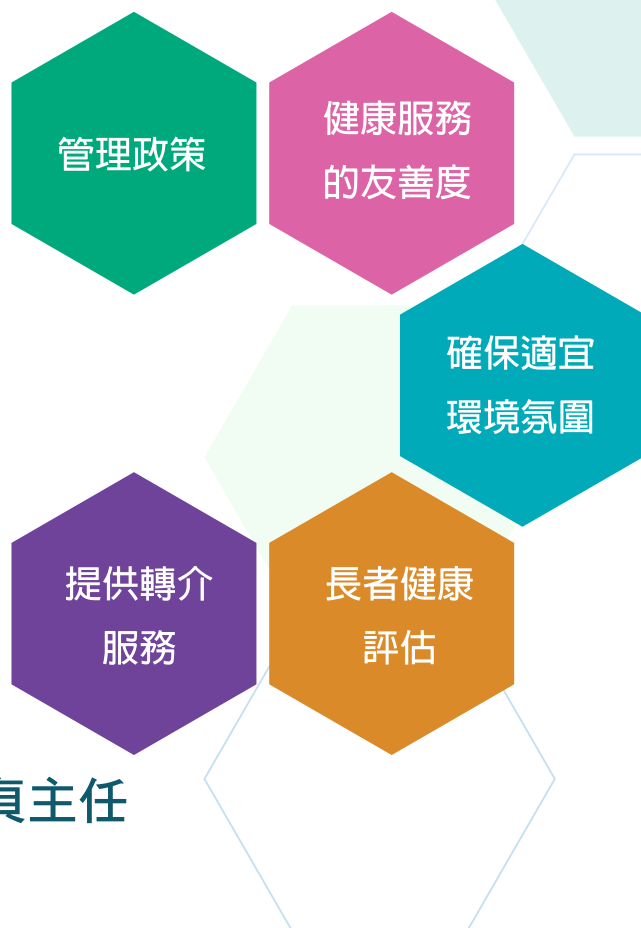 管理政策
健康服務
的友善度
確保適宜
環境氛圍
提供轉介
服務
長者健康
評估
主任